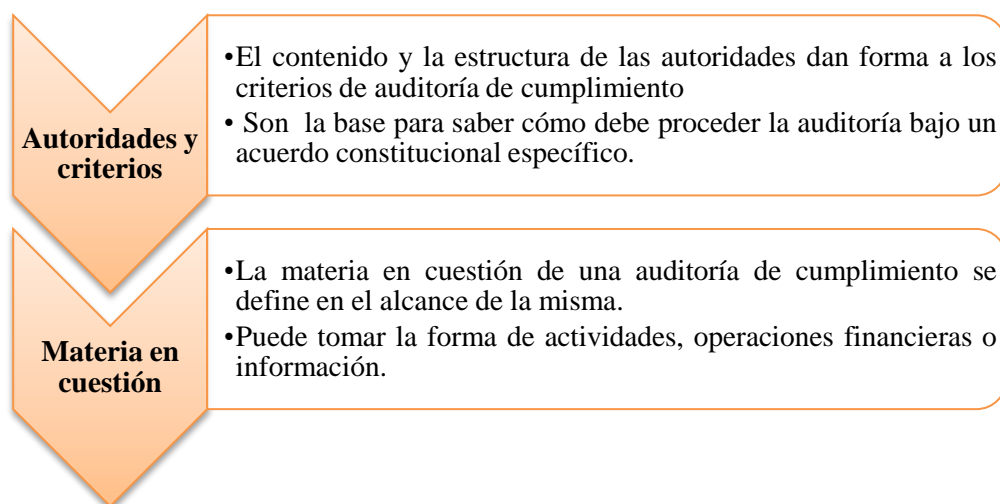 Autoridades y
criterios
•El contenido y la estructura de las autoridades dan forma a los
criterios de auditoría de cumplimiento
• Son la base para saber cómo debe proceder la auditoría bajo un
acuerdo constitucional específico.
Materia en
cuestión
•La materia en cuestión de una auditoría de cumplimiento se
define en el alcance de la misma.
•Puede tomar la forma de actividades, operaciones financieras o
información.